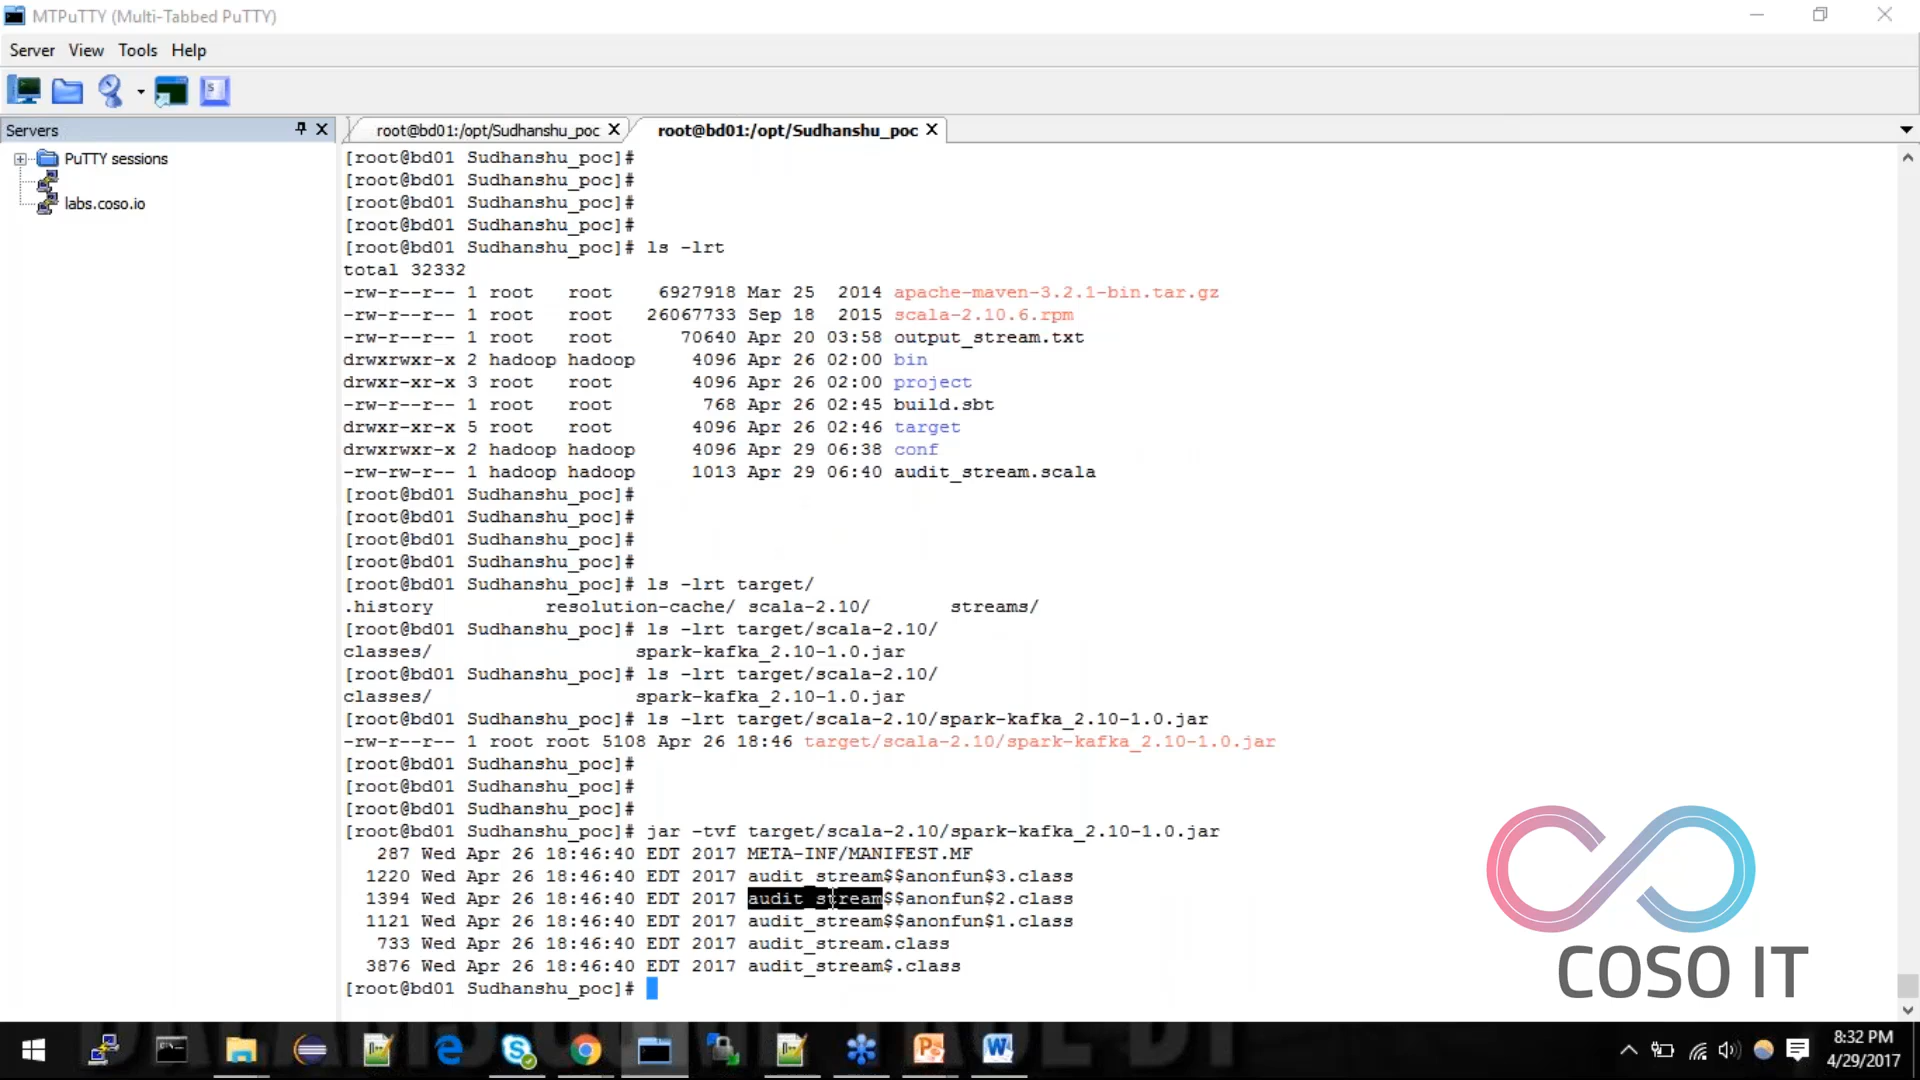 MTPuTTY (Multi-Tabbed PuTTY)
Server View Tools Help
Servers
PuTTY sessions
labs.coso.io
root@bd01:/opt/Sudhanshu_poc root@bd01:/opt/Sudhanshu_poc
[root@bd01 Sudhanshu_poc]#
[root@bd01 Sudhanshu_poc]#
[root@bd01 Sudhanshu_poc]#
[root@bd01 Sudhanshu_poc]#
[root@bd01 Sudhanshu_poc]# ls -lrt
total 32332
-rw-r--r-- 1 root root 6927918 Mar 25 2014 apache-maven-3.2.1-bin.tar.gz
-rw-r--r-- 1 root root 26067733 Sep 18 2015 scala-2.10.6.rpm
-rw-r--r-- 1 root root 70640 Apr 20 03:58 output_stream.txt
drwxrwxr-x 2 hadoop hadoop 4096 Apr 26 02:00 bin
drwxr-xr-x 3 root root 4096 Apr 26 02:00 project
-rw-r--r-- 1 root root 768 Apr 26 02:45 build.sbt
drwxr-xr-x 5 root root 4096 Apr 26 02:46 target
drwxrwxr-x 2 hadoop hadoop 4096 Apr 29 06:38 conf
-rw-rw-r-- 1 hadoop hadoop 1013 Apr 29 06:40 audit_stream.scala
[root@bd01 Sudhanshu_poc]#
[root@bd01 Sudhanshu_poc]#
[root@bd01 Sudhanshu_poc]#
[root@bd01 Sudhanshu_poc]#
[root@bd01 Sudhanshu_poc]# ls -lrt target/
.history resolution-cache/ scala-2.10/ streams/
[root@bd01 Sudhanshu_poc]# ls -lrt target/scala-2.10/
classes/ spark-kafka_2.10-1.0.jar
[root@bd01 Sudhanshu_poc]# ls -lrt target/scala-2.10/
classes/ spark-kafka_2.10-1.0.jar
[root@bd01 Sudhanshu_poc]# ls -lrt target/scala-2.10/spark-kafka_2.10-1.0.jar
-rw-r--r-- 1 root root 5108 Apr 26 18:46 target/scala-2.10/spark-kafka_2.10-1.0.jar
[root@bd01 Sudhanshu_poc]#
[root@bd01 Sudhanshu_poc]#
[root@bd01 Sudhanshu_poc]#
[root@bd01 Sudhanshu_poc]# jar -tvf target/scala-2.10/spark-kafka_2.10-1.0.jar
287 Wed Apr 26 18:46:40 EDT 2017 META-INF/MANIFEST.MF
1220 Wed Apr 26 18:46:40 EDT 2017 audit_stream$$anonfun$3.class
1394 Wed Apr 26 18:46:40 EDT 2017 audit_stream$$anonfun$2.class
1121 Wed Apr 26 18:46:40 EDT 2017 audit_stream$$anonfun$1.class
733 Wed Apr 26 18:46:40 EDT 2017 audit_stream.class
3876 Wed Apr 26 18:46:40 EDT 2017 audit_stream$.class
[root@bd01 Sudhanshu_poc]#
COSO IT
8:32 PM
4/29/2017